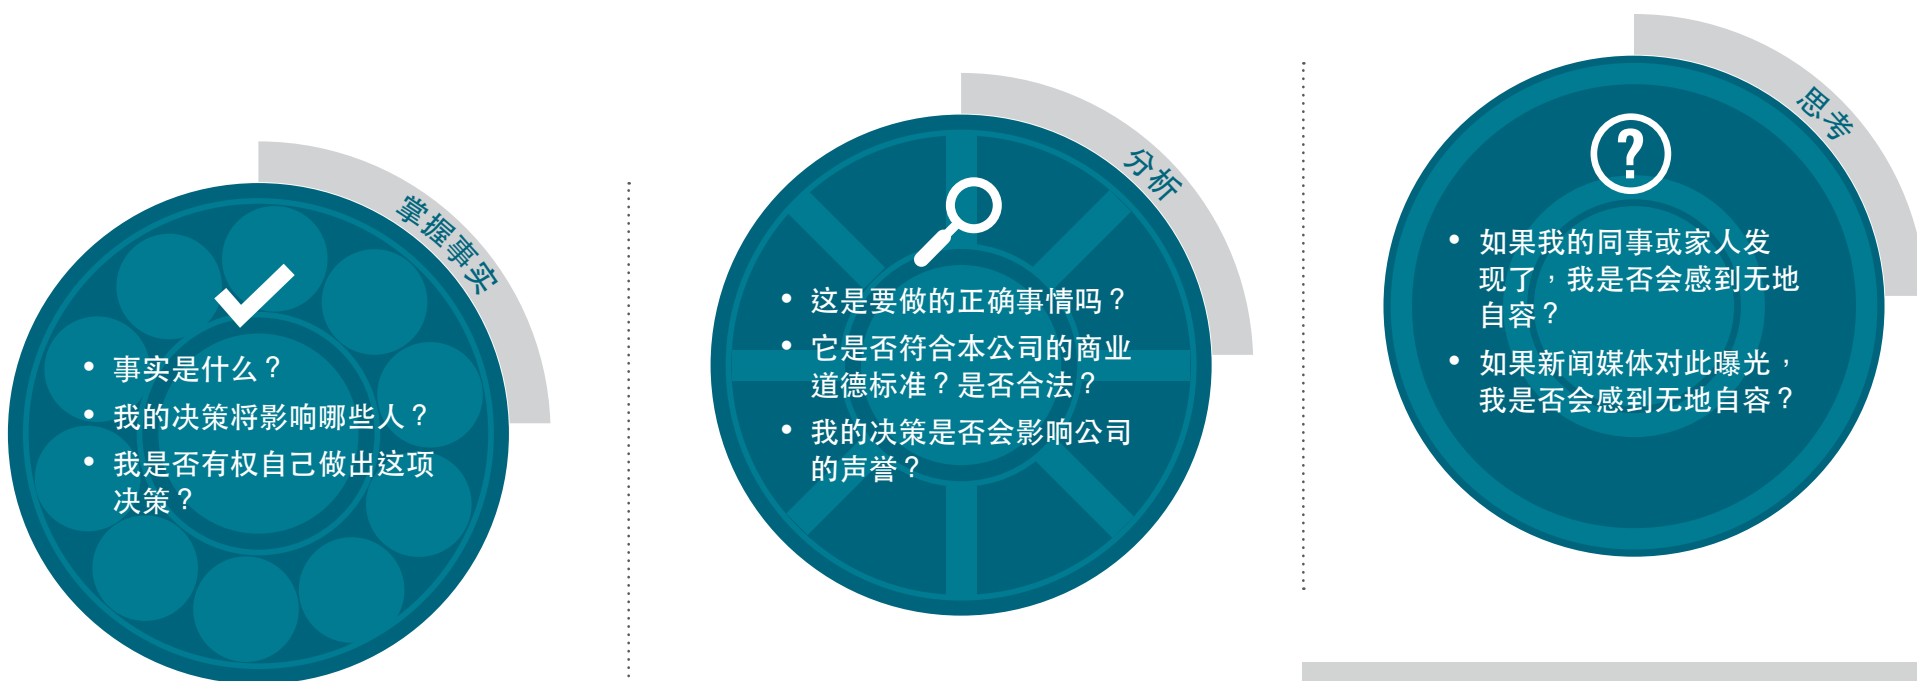 掌握事实
• 事实是什么？
• 我的决策将影响哪些人？
• 我是否有权自己做出这项
决策？
分析
• 这是要做的正确事情吗？
• 它是否符合本公司的商业
道德标准？是否合法？
• 我的决策是否会影响公司
的声誉？
思考
• 如果我的同事或家人发
现了，我是否会感到无地
自容？
• 如果新闻媒体对此曝光，
我是否会感到无地自容？